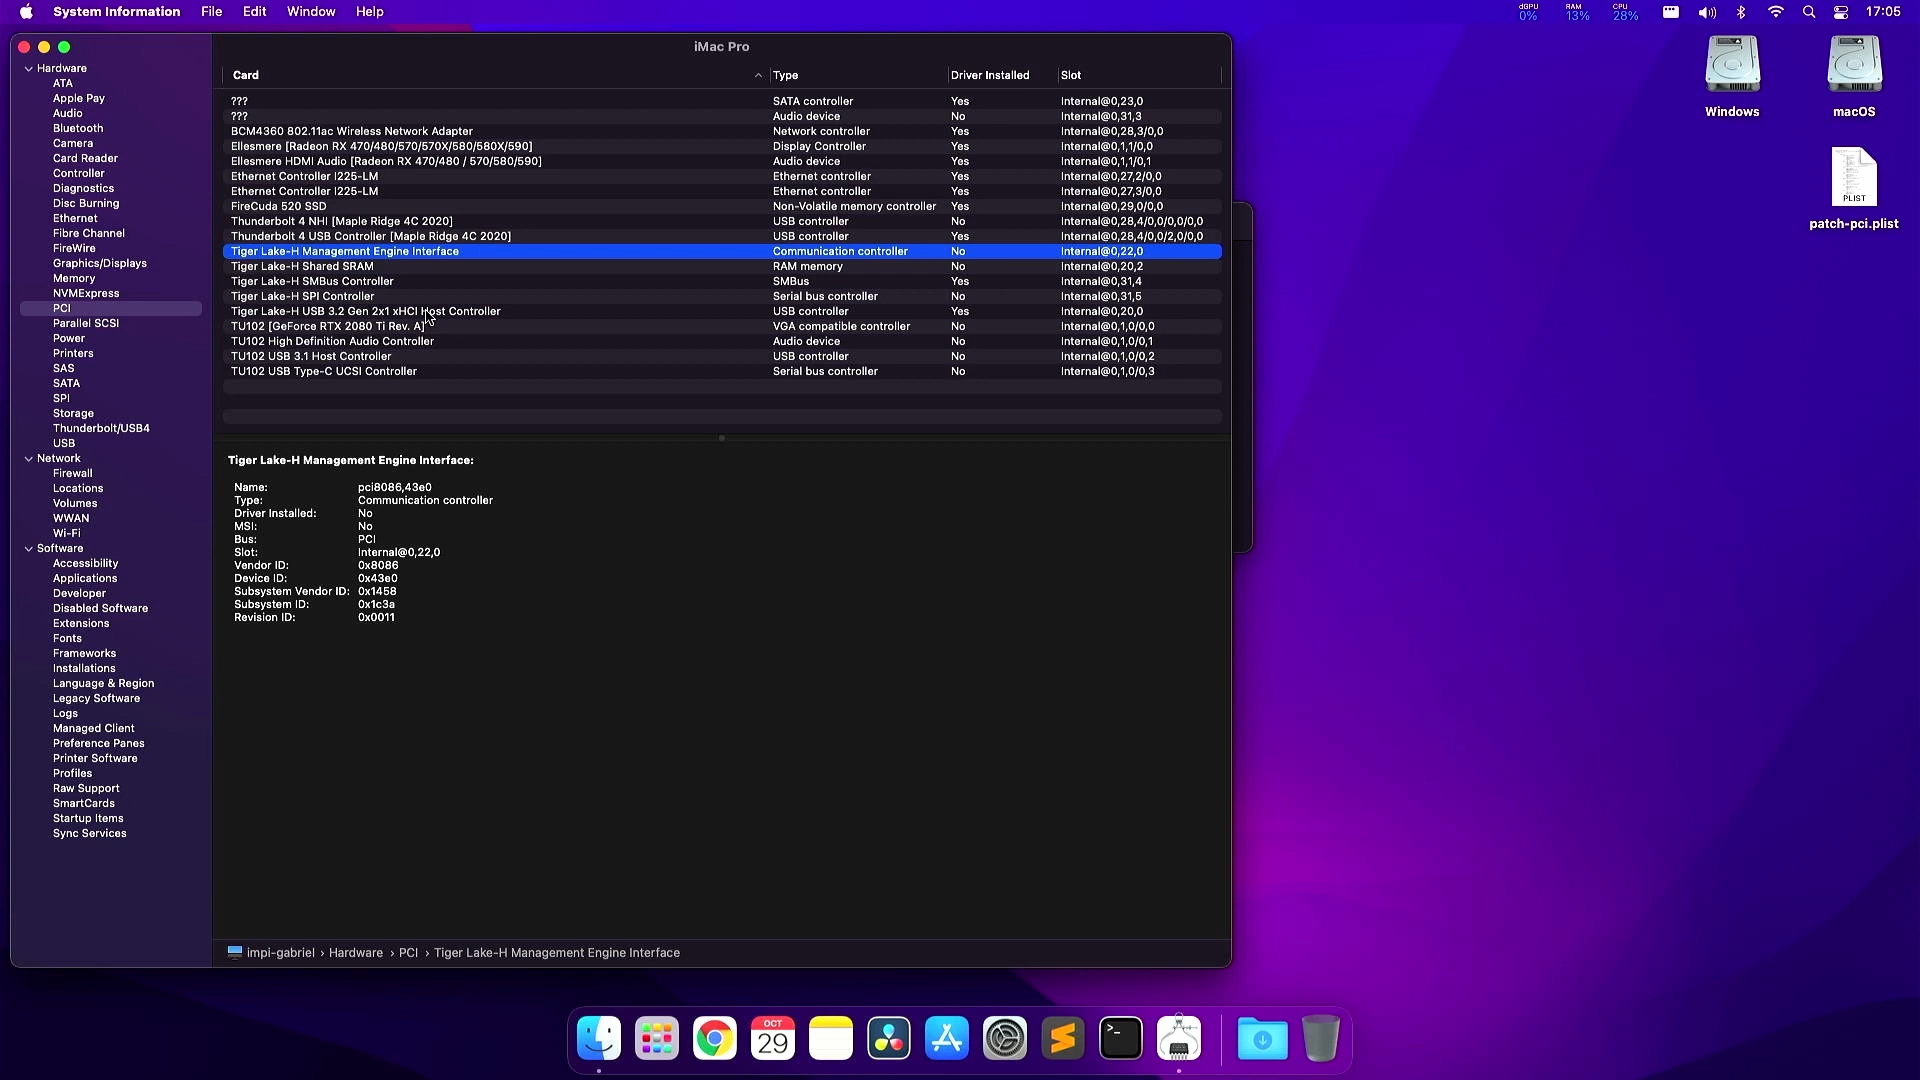 System Information File Edit Window Help
dGPU 0% RAM 13% CPU 28% 17:05
iMac Pro
Hardware
ATA
Apple Pay
Audio
Bluetooth
Camera
Card Reader
Controller
Diagnostics
Disc Burning
Ethernet
Fibre Channel
FireWire
Graphics/Displays
Memory
NVMExpress
PCI
Parallel SCSI
Power
Printers
SAS
SATA
SPI
Storage
Thunderbolt/USB4
USB
Network
Firewall
Locations
Volumes
WWAN
Wi-Fi
Software
Accessibility
Applications
Developer
Disabled Software
Extensions
Fonts
Frameworks
Installations
Language & Region
Legacy Software
Logs
Managed Client
Preference Panes
Printer Software
Profiles
Raw Support
SmartCards
Startup Items
Sync Services
Card Type Driver Installed Slot
??? SATA controller Yes Internal@0,23,0
??? Audio device No Internal@0,31,3
BCM4360 802.11ac Wireless Network Adapter Network controller Yes Internal@0,28,3/0,0
Ellesmere [Radeon RX 470/480/570/570X/580/580X/590] Display Controller Yes Internal@0,1,1/0,0
Ellesmere HDMI Audio [Radeon RX 470/480 / 570/580/590] Audio device Yes Internal@0,1,1/0,1
Ethernet Controller I225-LM Ethernet controller Yes Internal@0,27,2/0,0
Ethernet Controller I225-LM Ethernet controller Yes Internal@0,27,3/0,0
FireCuda 520 SSD Non-Volatile memory controller Yes Internal@0,29,0/0,0
Thunderbolt 4 NHI [Maple Ridge 4C 2020] USB controller No Internal@0,28,4/0,0/0,0/0,0
Thunderbolt 4 USB Controller [Maple Ridge 4C 2020] USB controller Yes Internal@0,28,4/0,0/2,0/0,0
Tiger Lake-H Management Engine Interface Communication controller No Internal@0,22,0
Tiger Lake-H Shared SRAM RAM memory No Internal@0,20,2
Tiger Lake-H SMBus Controller SMBus Yes Internal@0,31,4
Tiger Lake-H SPI Controller Serial bus controller No Internal@0,31,5
Tiger Lake-H USB 3.2 Gen 2x1 xHCI Host Controller USB controller Yes Internal@0,20,0
TU102 [GeForce RTX 2080 Ti Rev. A] VGA compatible controller No Internal@0,1,0/0,0
TU102 High Definition Audio Controller Audio device No Internal@0,1,0/0,1
TU102 USB 3.1 Host Controller USB controller No Internal@0,1,0/0,2
TU102 USB Type-C UCSI Controller Serial bus controller No Internal@0,1,0/0,3
Tiger Lake-H Management Engine Interface:
Name: pci8086,43e0
Type: Communication controller
Driver Installed: No
MSI: No
Bus: PCI
Slot: Internal@0,22,0
Vendor ID: 0x8086
Device ID: 0x43e0
Subsystem Vendor ID: 0x1458
Subsystem ID: 0x1c3a
Revision ID: 0x0011
impi-gabriel › Hardware › PCI › Tiger Lake-H Management Engine Interface
Windows
macOS
PLIST
patch-pci.plist
OCT
29
>_